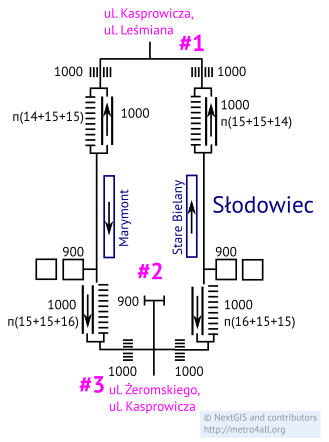 ul. Kasprowicza,
ul. Leśmiana
#1
1000
1000
п(14+15+15)
1000
1000
п(15+15+14)
Marymont
Stare Bielany
Słodowiec
900
900
#2
900
1000
п(15+15+16)
1000
п(16+15+15)
1000
1000
#3
ul. Żeromskiego,
ul. Kasprowicza
© NextGIS and contributors
http://metro4all.org